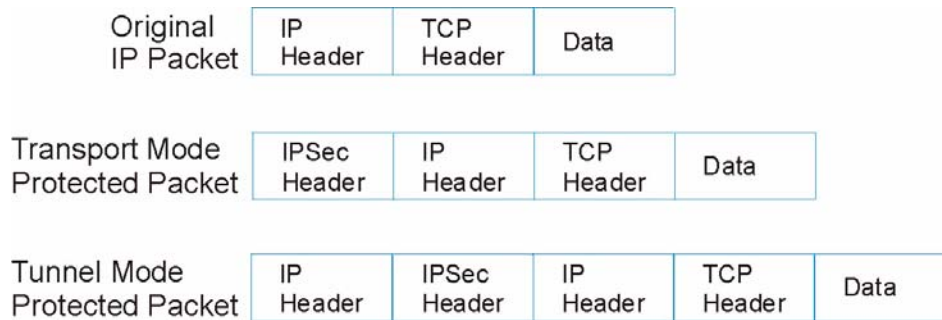 Original
IP Packet
IP
Header
TCP
Header
Data
Transport Mode
Protected Packet
IPSec
Header
IP
Header
TCP
Header
Data
Tunnel Mode
Protected Packet
IP
Header
IPSec
Header
IP
Header
TCP
Header
Data